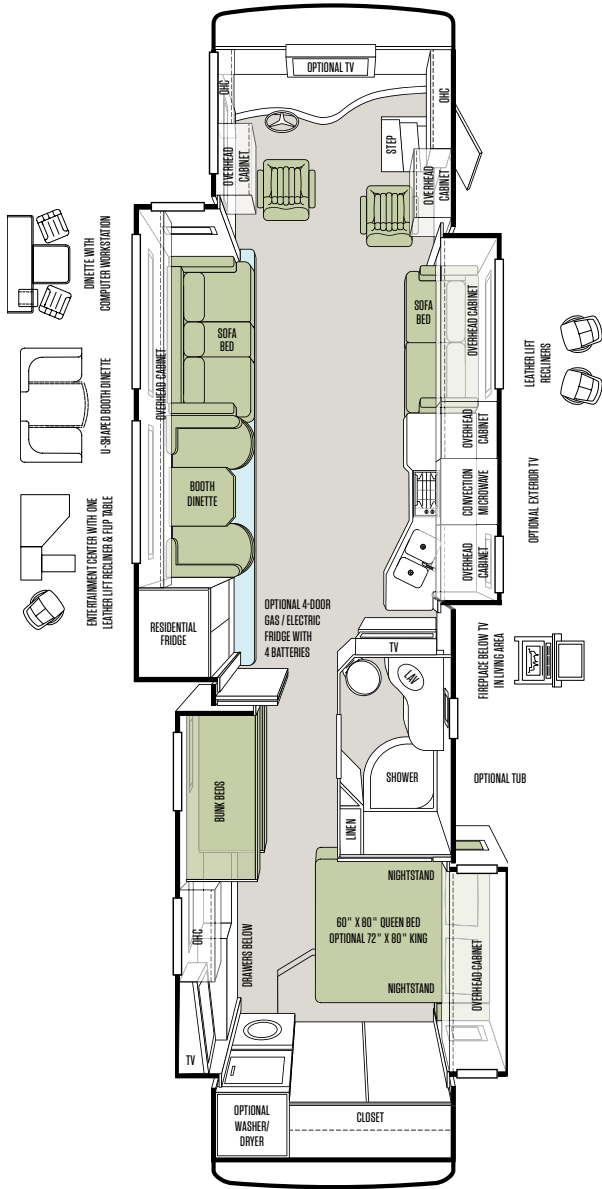 OPTIONAL TV
OHC
OHC
OVERHEAD
CABINET
STEP
OVERHEAD
CABINET
DINETTE WITH
COMPUTER WORKSTATION
U-SHAPED BOOTH DINETTE
ENTERTAINMENT CENTER WITH ONE
LEATHER LIFT RECLINER & FLIP TABLE
OVERHEAD CABINET
SOFA
BED
BOOTH
DINETTE
RESIDENTIAL
FRIDGE
OPTIONAL 4-DOOR
GAS / ELECTRIC
FRIDGE WITH
4 BATTERIES
SOFA
BED
OVERHEAD CABINET
OVERHEAD
CABINET
CONVECTION
MICROWAVE
OVERHEAD
CABINET
LEATHER LIFT
RECLINERS
OPTIONAL EXTERIOR TV
FIREPLACE BELOW TV
IN LIVING AREA
OPTIONAL TUB
TV
LAV
SHOWER
LINEN
BUNK BEDS
OHC
DRAWERS BELOW
TV
NIGHTSTAND
60" X 80" QUEEN BED
OPTIONAL 72" X 80" KING
NIGHTSTAND
OVERHEAD CABINET
OPTIONAL
WASHER/
DRYER
CLOSET